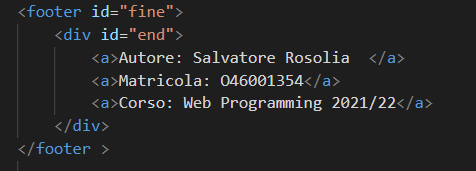 <footer id="fine">
<div id="end">
<a>Autore: Salvatore Rosolia  </a>
<a>Matricola: O46001354</a>
<a>Corso: Web Programming 2021/22</a>
</div>
</footer >